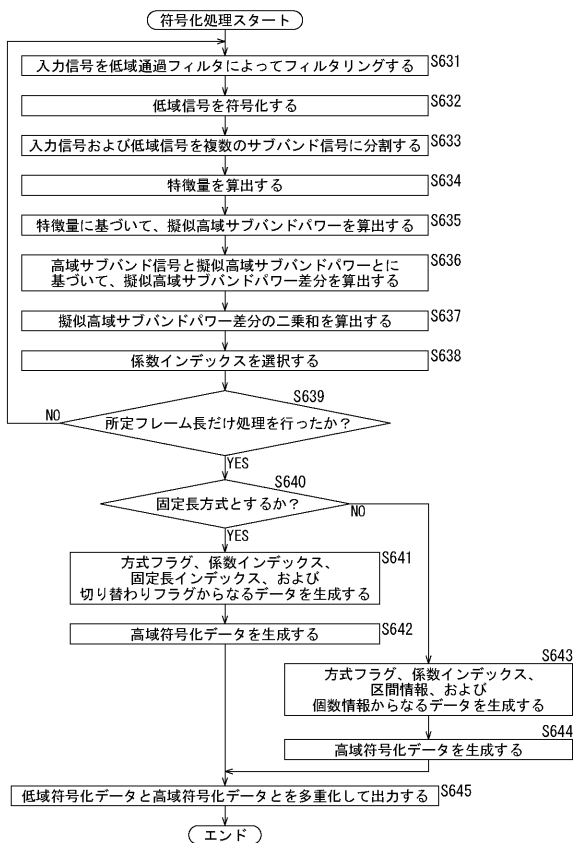 符号化処理スタート
入力信号を低域通過フィルタによってフィルタリングする S631
低域信号を符号化する S632
入力信号および低域信号を複数のサブバンド信号に分割する S633
特徴量を算出する S634
特徴量に基づいて、擬似高域サブバンドパワーを算出する S635
高域サブバンド信号と擬似高域サブバンドパワーとに S636
基づいて、擬似高域サブバンドパワー差分を算出する
擬似高域サブバンドパワー差分の二乗和を算出する S637
係数インデックスを選択する S638
S639
所定フレーム長だけ処理を行ったか？
NO
YES
S640
固定長方式とするか？
NO
YES
方式フラグ、係数インデックス、 S641
固定長インデックス、および
切り替わりフラグからなるデータを生成する
高域符号化データを生成する S642
S643
方式フラグ、係数インデックス、
区間情報、および
個数情報からなるデータを生成する
S644
高域符号化データを生成する
低域符号化データと高域符号化データとを多重化して出力する S645
エンド